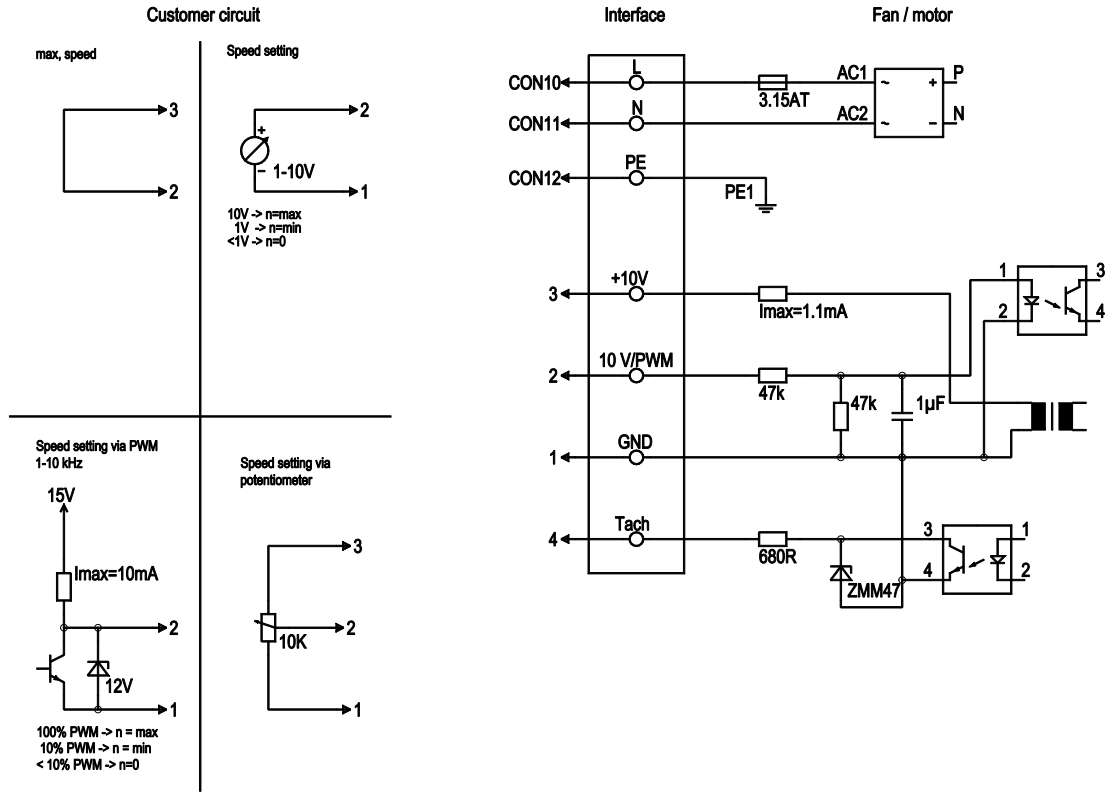 Customer circuit
Interface
Fan / motor
max, speed
3
2
Speed setting
2
+
–
1-10V
1
10V -> n=max
1V -> n=min
<1V -> n=0
Speed setting via PWM
1-10 kHz
15V
Imax=10mA
2
12V
1
100% PWM -> n = max
10% PWM -> n = min
< 10% PWM -> n=0
Speed setting via
potentiometer
3
2
10K
1
CON10
L
3.15AT
AC1
~
+
P
CON11
N
AC2
~
–
N
CON12
PE
PE1
3
+10V
Imax=1.1mA
1
3
2
4
2
10 V/PWM
47k
47k
1µF
1
GND
4
Tach
680R
3
1
4
2
ZMM47